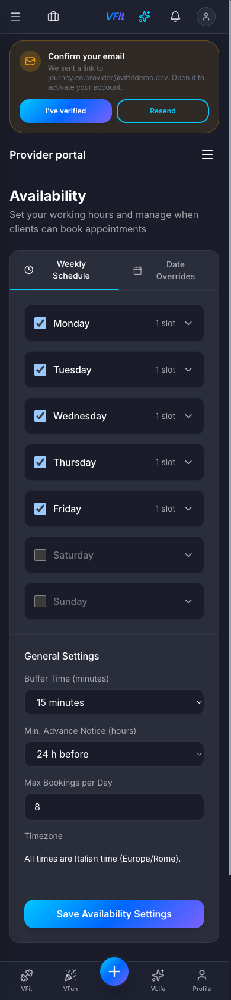 VFit
Confirm your email
We sent a link to
journey.en.provider@vitfitdemo.dev. Open it to
activate your account.
I've verified
Resend
Provider portal
Availability
Set your working hours and manage when
clients can book appointments
Weekly
Schedule
Date
Overrides
Monday
1 slot
Tuesday
1 slot
Wednesday
1 slot
Thursday
1 slot
Friday
1 slot
Saturday
Sunday
General Settings
Buffer Time (minutes)
15 minutes
Min. Advance Notice (hours)
24 h before
Max Bookings per Day
8
Timezone
All times are Italian time (Europe/Rome).
Save Availability Settings
VFit
VFun
VLife
Profile